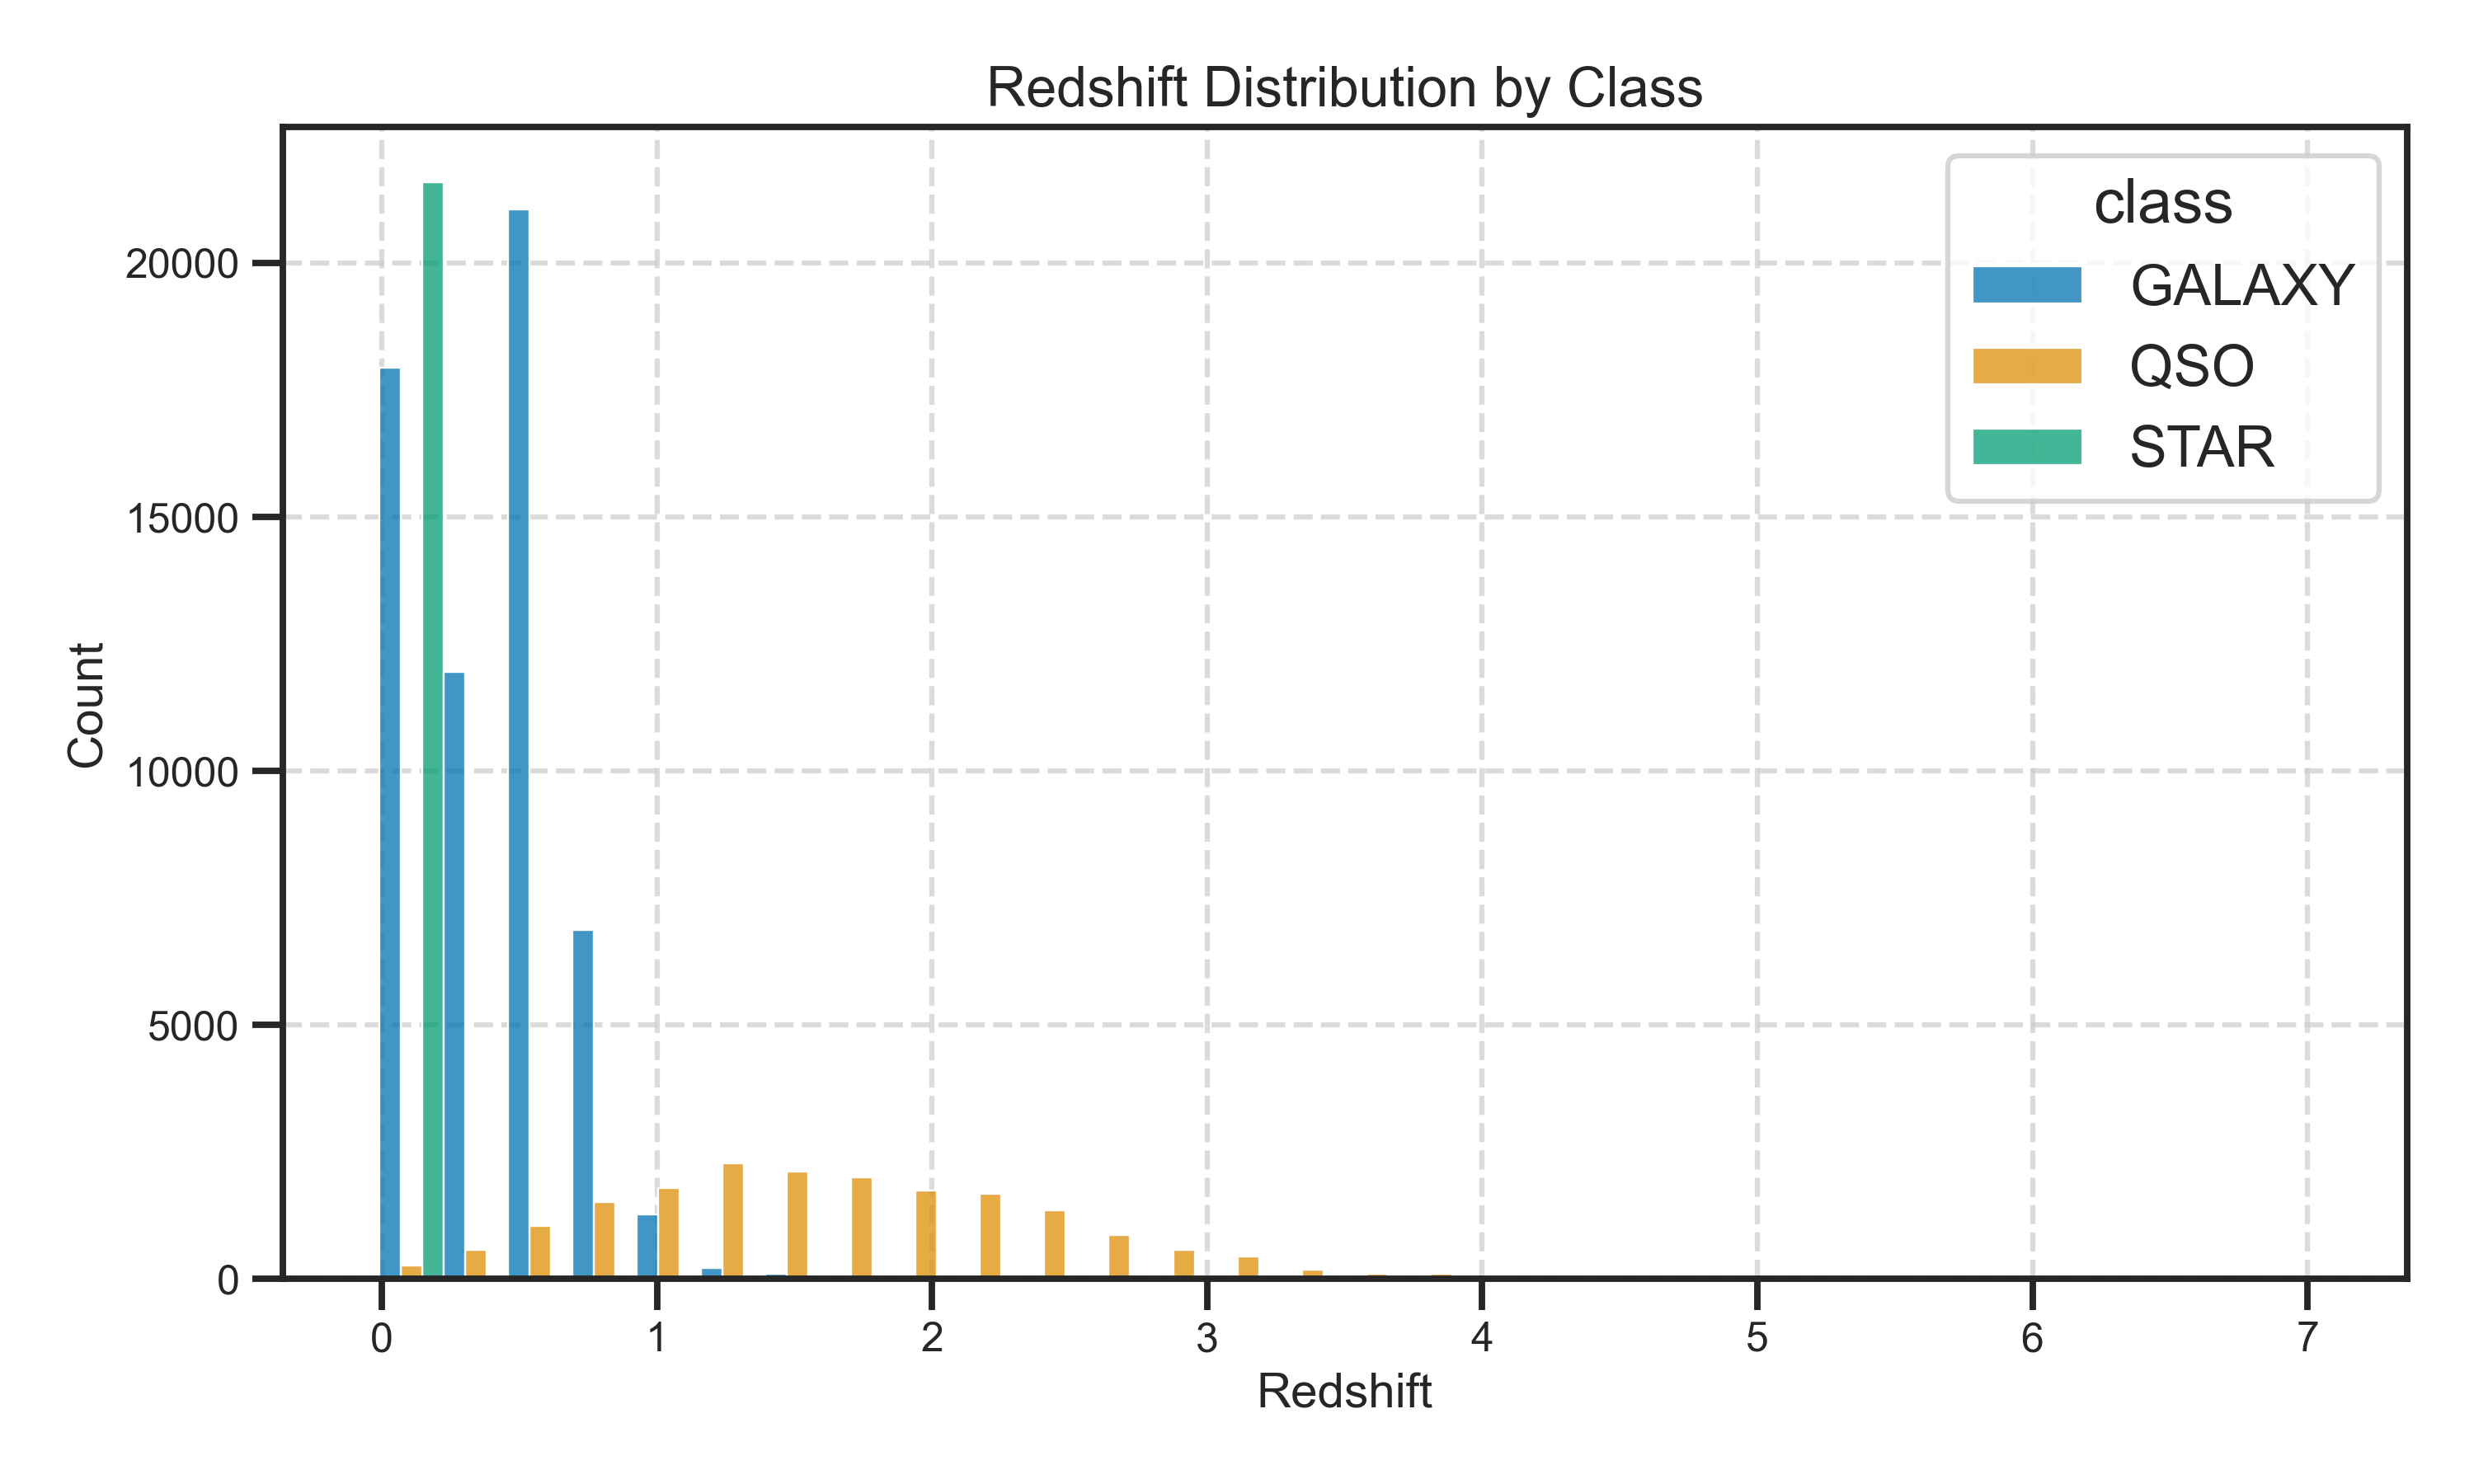 Redshift Distribution by Class
class
GALAXY
QSO
STAR
20000
15000
10000
5000
0
Count
0 1 2 3 4 5 6 7
Redshift